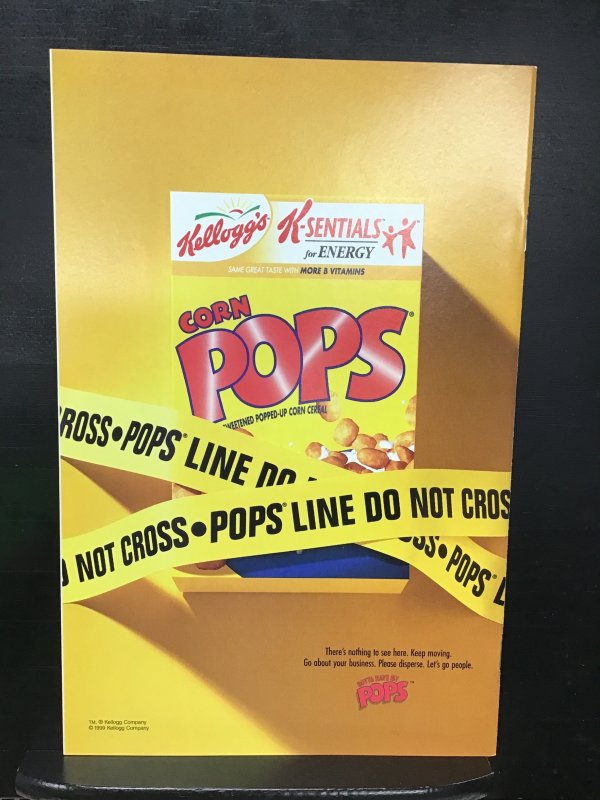 Kellogg's K-SENTIALS™
for ENERGY
SAME GREAT TASTE WITH MORE B VITAMINS
CORN
POPS®
SWEETENED POPPED-UP CORN CEREAL
ROSS•POPS® LINE DO
NOT CROSS•POPS® LINE DO NOT CROS
SS•POPS® L
There's nothing to see here. Keep moving.
Go about your business. Please disperse. Let's go people.
GOTTA HAVE MY
POPS™
TM, ® Kellogg Company
© 1999 Kellogg Company